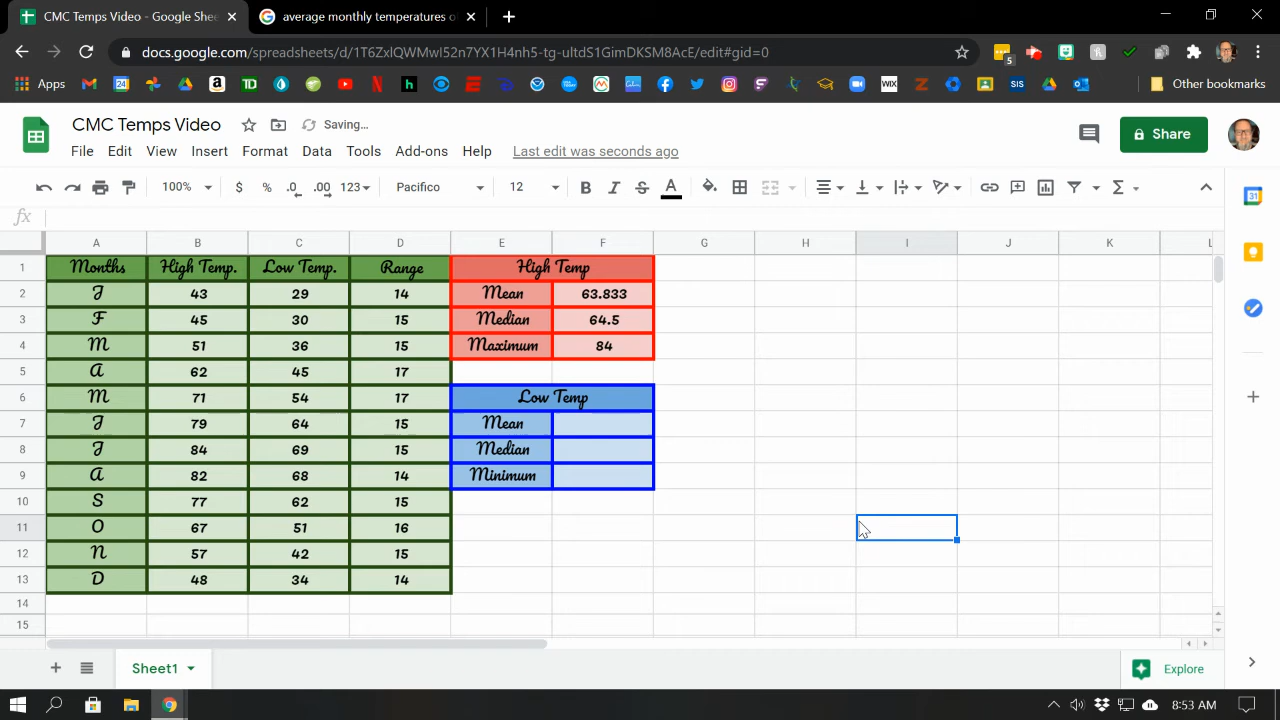 CMC Temps Video - Google Shee
average monthly temperatures o
docs.google.com/spreadsheets/d/1T6ZxlQWMwl52n7YX1H4nh5-tg-ultdS1GimDKSM8AcE/edit#gid=0
5
Apps
24
TD
h
WIX
SIS
Other bookmarks
CMC Temps Video
Saving...
Share
File Edit View Insert Format Data Tools Add-ons Help Last edit was seconds ago
100% $ % .0 .00 123 Pacifico 12 B I S A Σ
31
fx
A B C D E F G H I J K L
1 Months High Temp. Low Temp. Range High Temp
2 J 43 29 14 Mean 63.833
3 F 45 30 15 Median 64.5
4 M 51 36 15 Maximum 84
5 A 62 45 17
6 M 71 54 17 Low Temp
7 J 79 64 15 Mean
8 J 84 69 15 Median
9 A 82 68 14 Minimum
10 S 77 62 15
11 O 67 51 16
12 N 57 42 15
13 D 48 34 14
14
15
Sheet1
Explore
8:53 AM